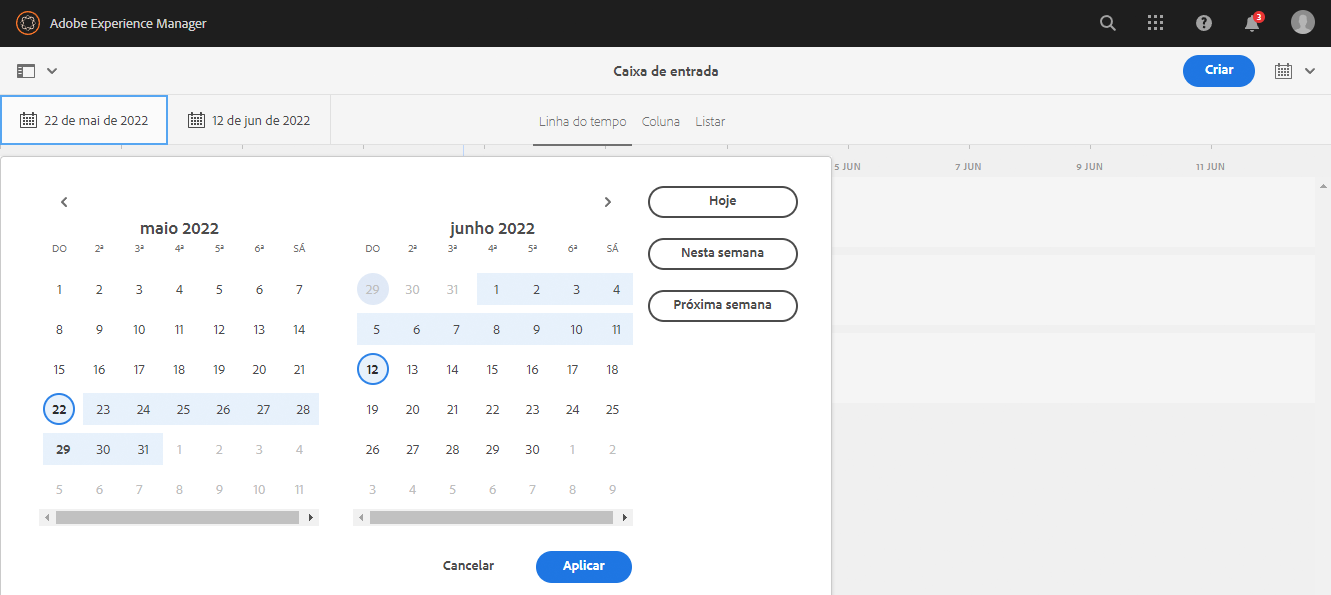 Adobe Experience Manager
3
Caixa de entrada
Criar
22 de mai de 2022
12 de jun de 2022
Linha do tempo Coluna Listar
5 JUN 7 JUN 9 JUN 11 JUN
maio 2022
DO 2ª 3ª 4ª 5ª 6ª SÁ
1 2 3 4 5 6 7
8 9 10 11 12 13 14
15 16 17 18 19 20 21
22 23 24 25 26 27 28
29 30 31 1 2 3 4
5 6 7 8 9 10 11
junho 2022
DO 2ª 3ª 4ª 5ª 6ª SÁ
29 30 31 1 2 3 4
5 6 7 8 9 10 11
12 13 14 15 16 17 18
19 20 21 22 23 24 25
26 27 28 29 30 1 2
3 4 5 6 7 8 9
Hoje
Nesta semana
Próxima semana
Cancelar
Aplicar